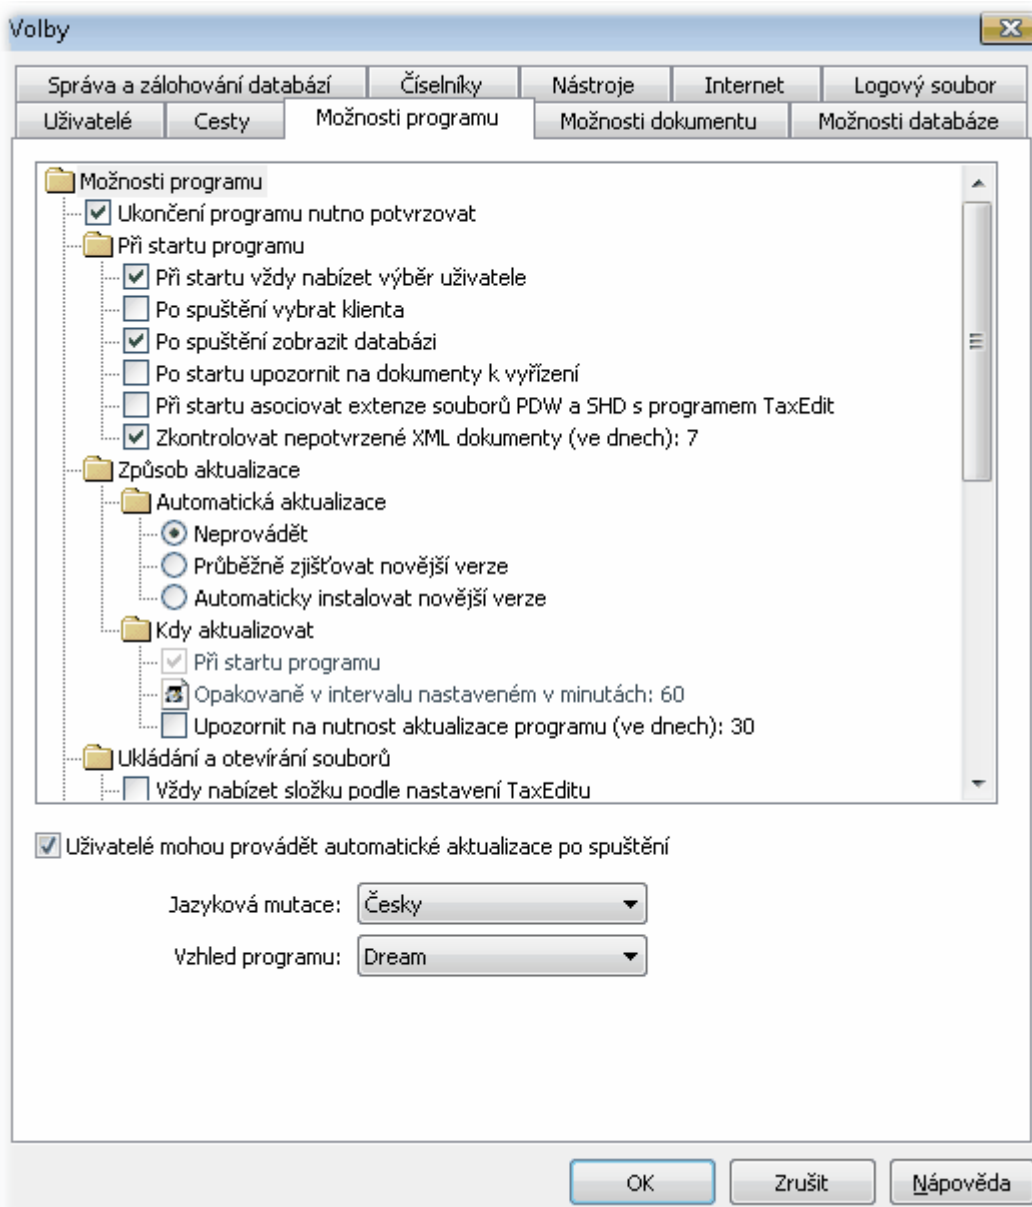 Volby
Správa a zálohování databází Číselníky Nástroje Internet Logový soubor
Uživatelé Cesty Možnosti programu Možnosti dokumentu Možnosti databáze
Možnosti programu
Ukončení programu nutno potvrzovat
Při startu programu
Při startu vždy nabízet výběr uživatele
Po spuštění vybrat klienta
Po spuštění zobrazit databázi
Po startu upozornit na dokumenty k vyřízení
Při startu asociovat extenze souborů PDW a SHD s programem TaxEdit
Zkontrolovat nepotvrzené XML dokumenty (ve dnech): 7
Způsob aktualizace
Automatická aktualizace
Neprovádět
Průběžně zjišťovat novější verze
Automaticky instalovat novější verze
Kdy aktualizovat
Při startu programu
Opakovaně v intervalu nastaveném v minutách: 60
Upozornit na nutnost aktualizace programu (ve dnech): 30
Ukládání a otevírání souborů
Vždy nabízet složku podle nastavení TaxEditu
Uživatelé mohou provádět automatické aktualizace po spuštění
Jazyková mutace: Česky
Vzhled programu: Dream
OK Zrušit Nápověda